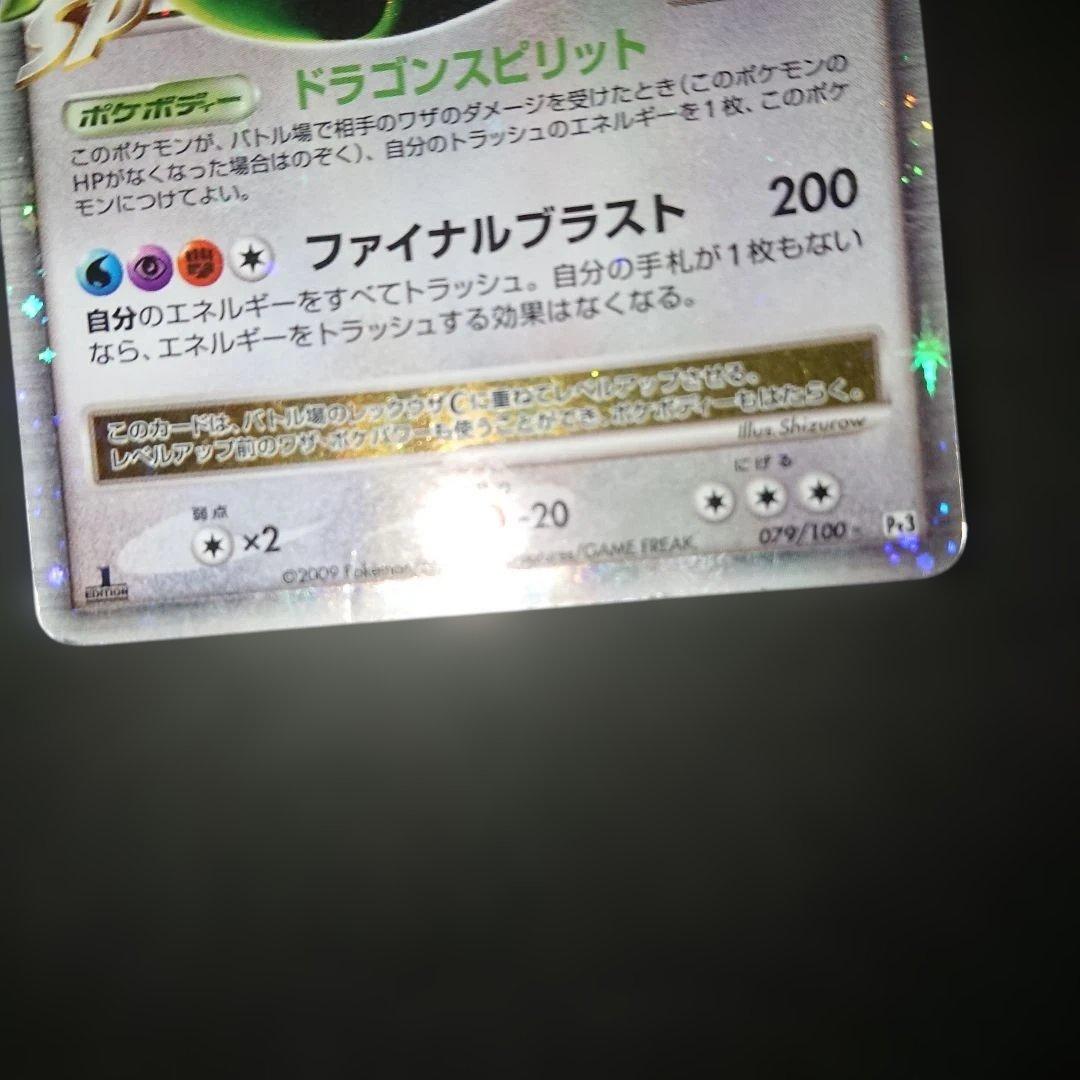 SP
ポケボディー
ドラゴンスピリット
このポケモンが、バトル場で相手のワザのダメージを受けたとき(このポケモンの
HPがなくなった場合はのぞく)、自分のトラッシュのエネルギーを1枚、このポケ
モンにつけてよい。
ファイナルブラスト 200
自分のエネルギーをすべてトラッシュ。自分の手札が1枚もない
なら、エネルギーをトラッシュする効果はなくなる。
このカードは、バトル場のレックウザCに重ねてレベルアップさせる。
レベルアップ前のワザ、ポケパワーも使うことができ、ポケボディーもはたらく。
Illus. Shizurow
弱点
×2
-20
にげる
1
EDITION
©2009 Pokémon
/GAME FREAK
079/100
Pt3